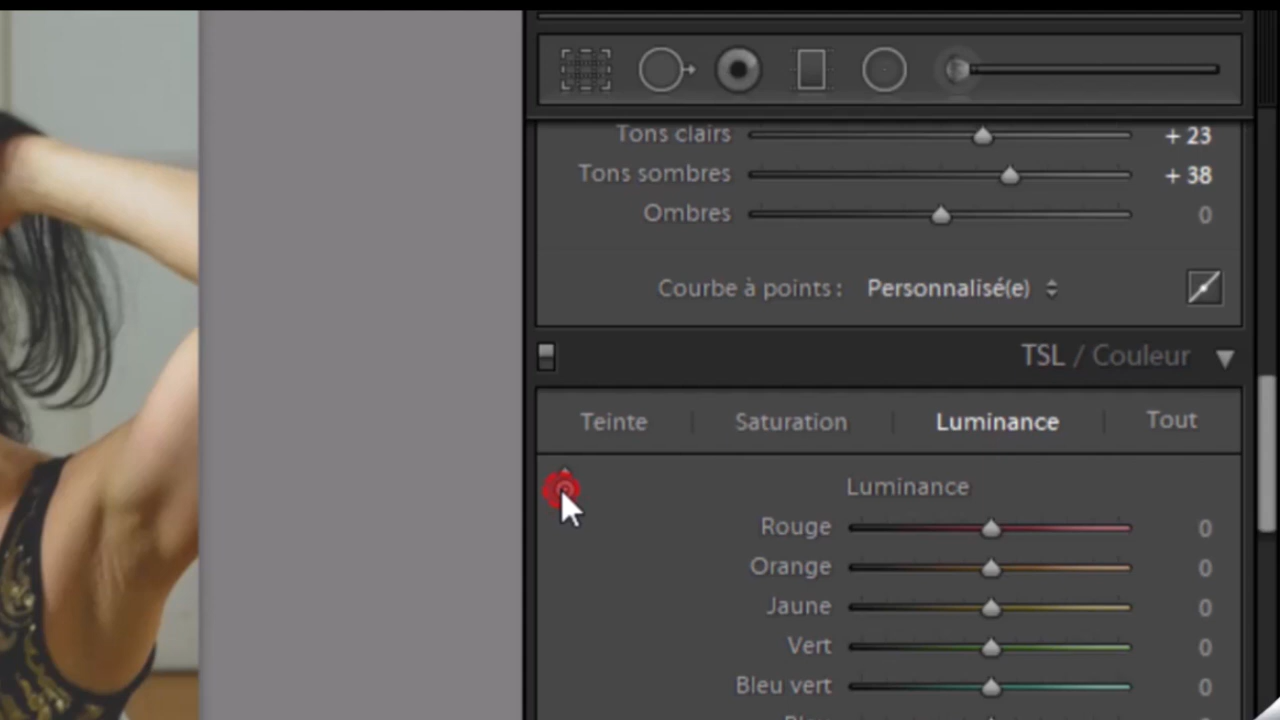 Tons clairs + 23
Tons sombres + 38
Ombres 0
Courbe à points : Personnalisé(e)
TSL / Couleur
Teinte Saturation Luminance Tout
Luminance
Rouge 0
Orange 0
Jaune 0
Vert 0
Bleu vert 0